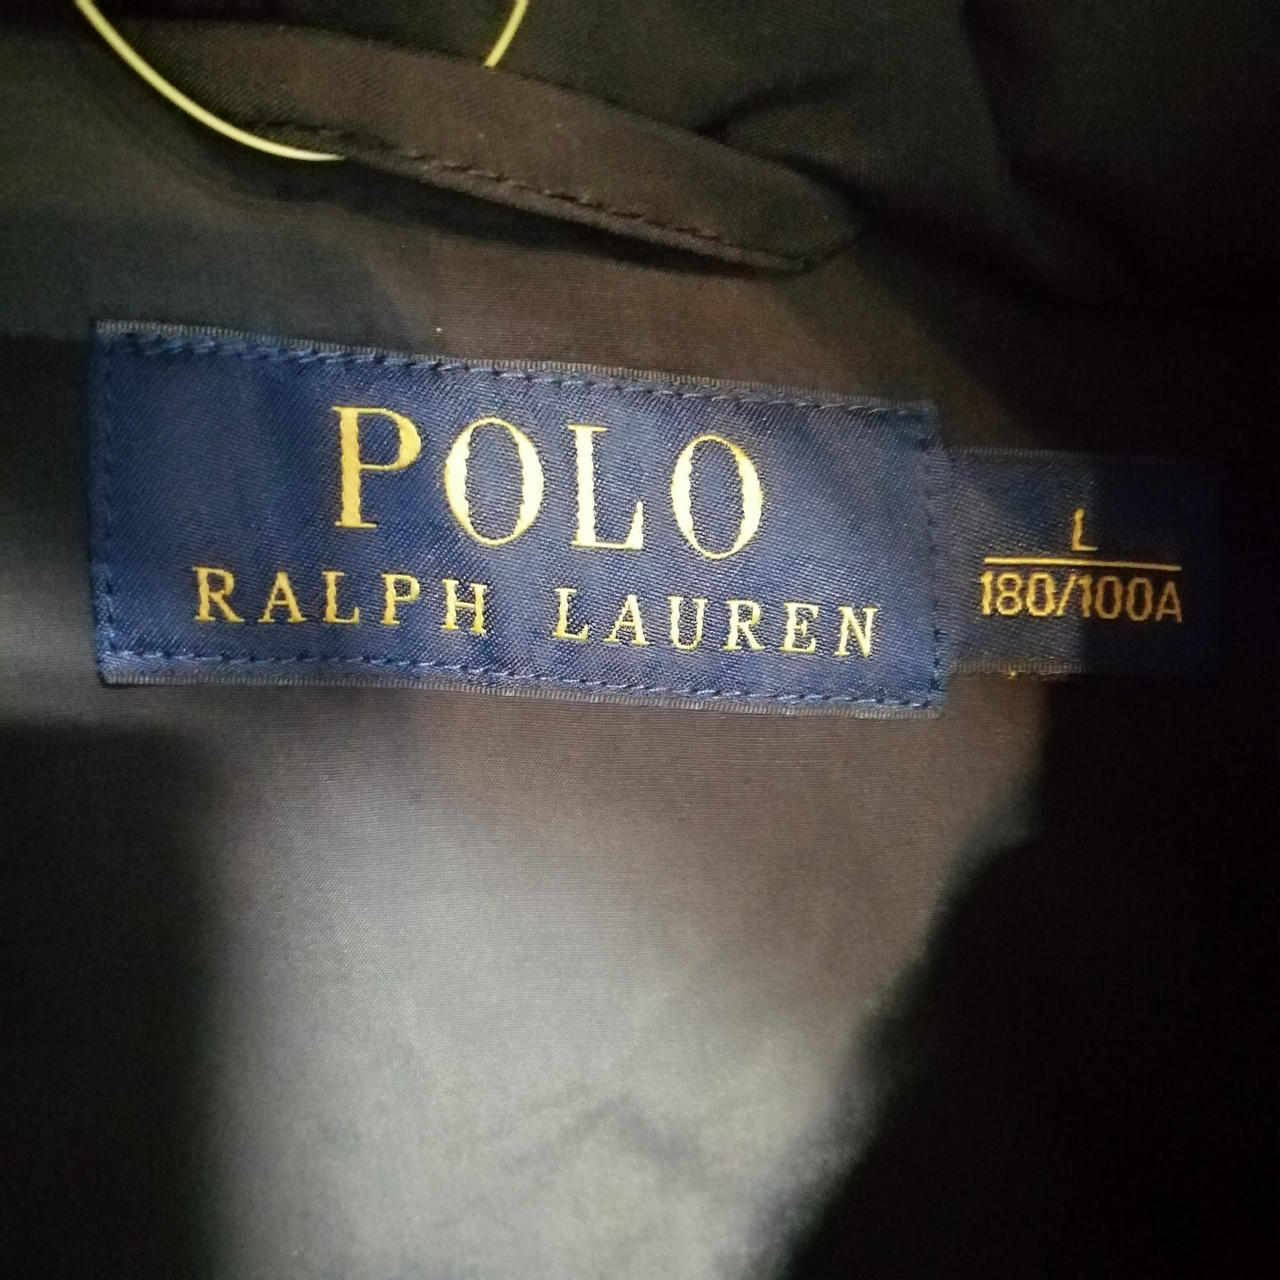 POLO
RALPH LAUREN
L
180/100A